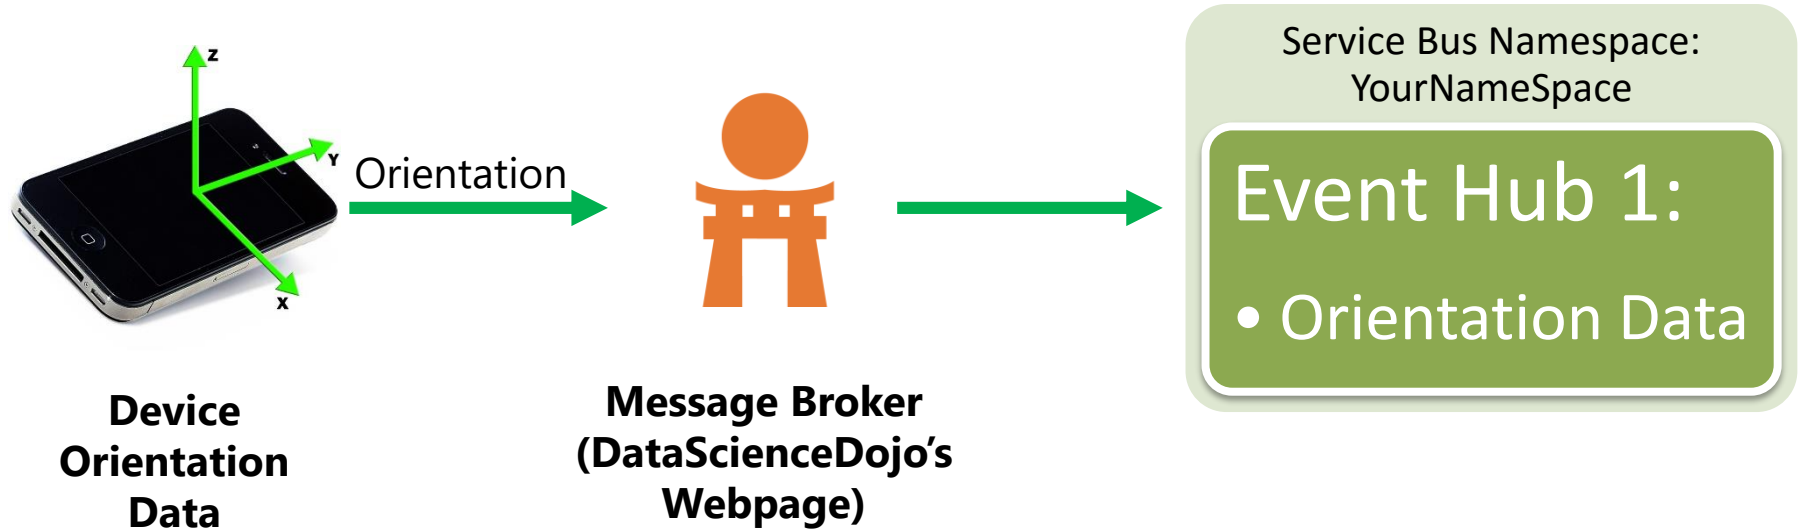 Z
Y
X
Device
Orientation
Data
Orientation
Message Broker
(DataScienceDojo’s
Webpage)
Service Bus Namespace:
YourNameSpace
Event Hub 1:
• Orientation Data